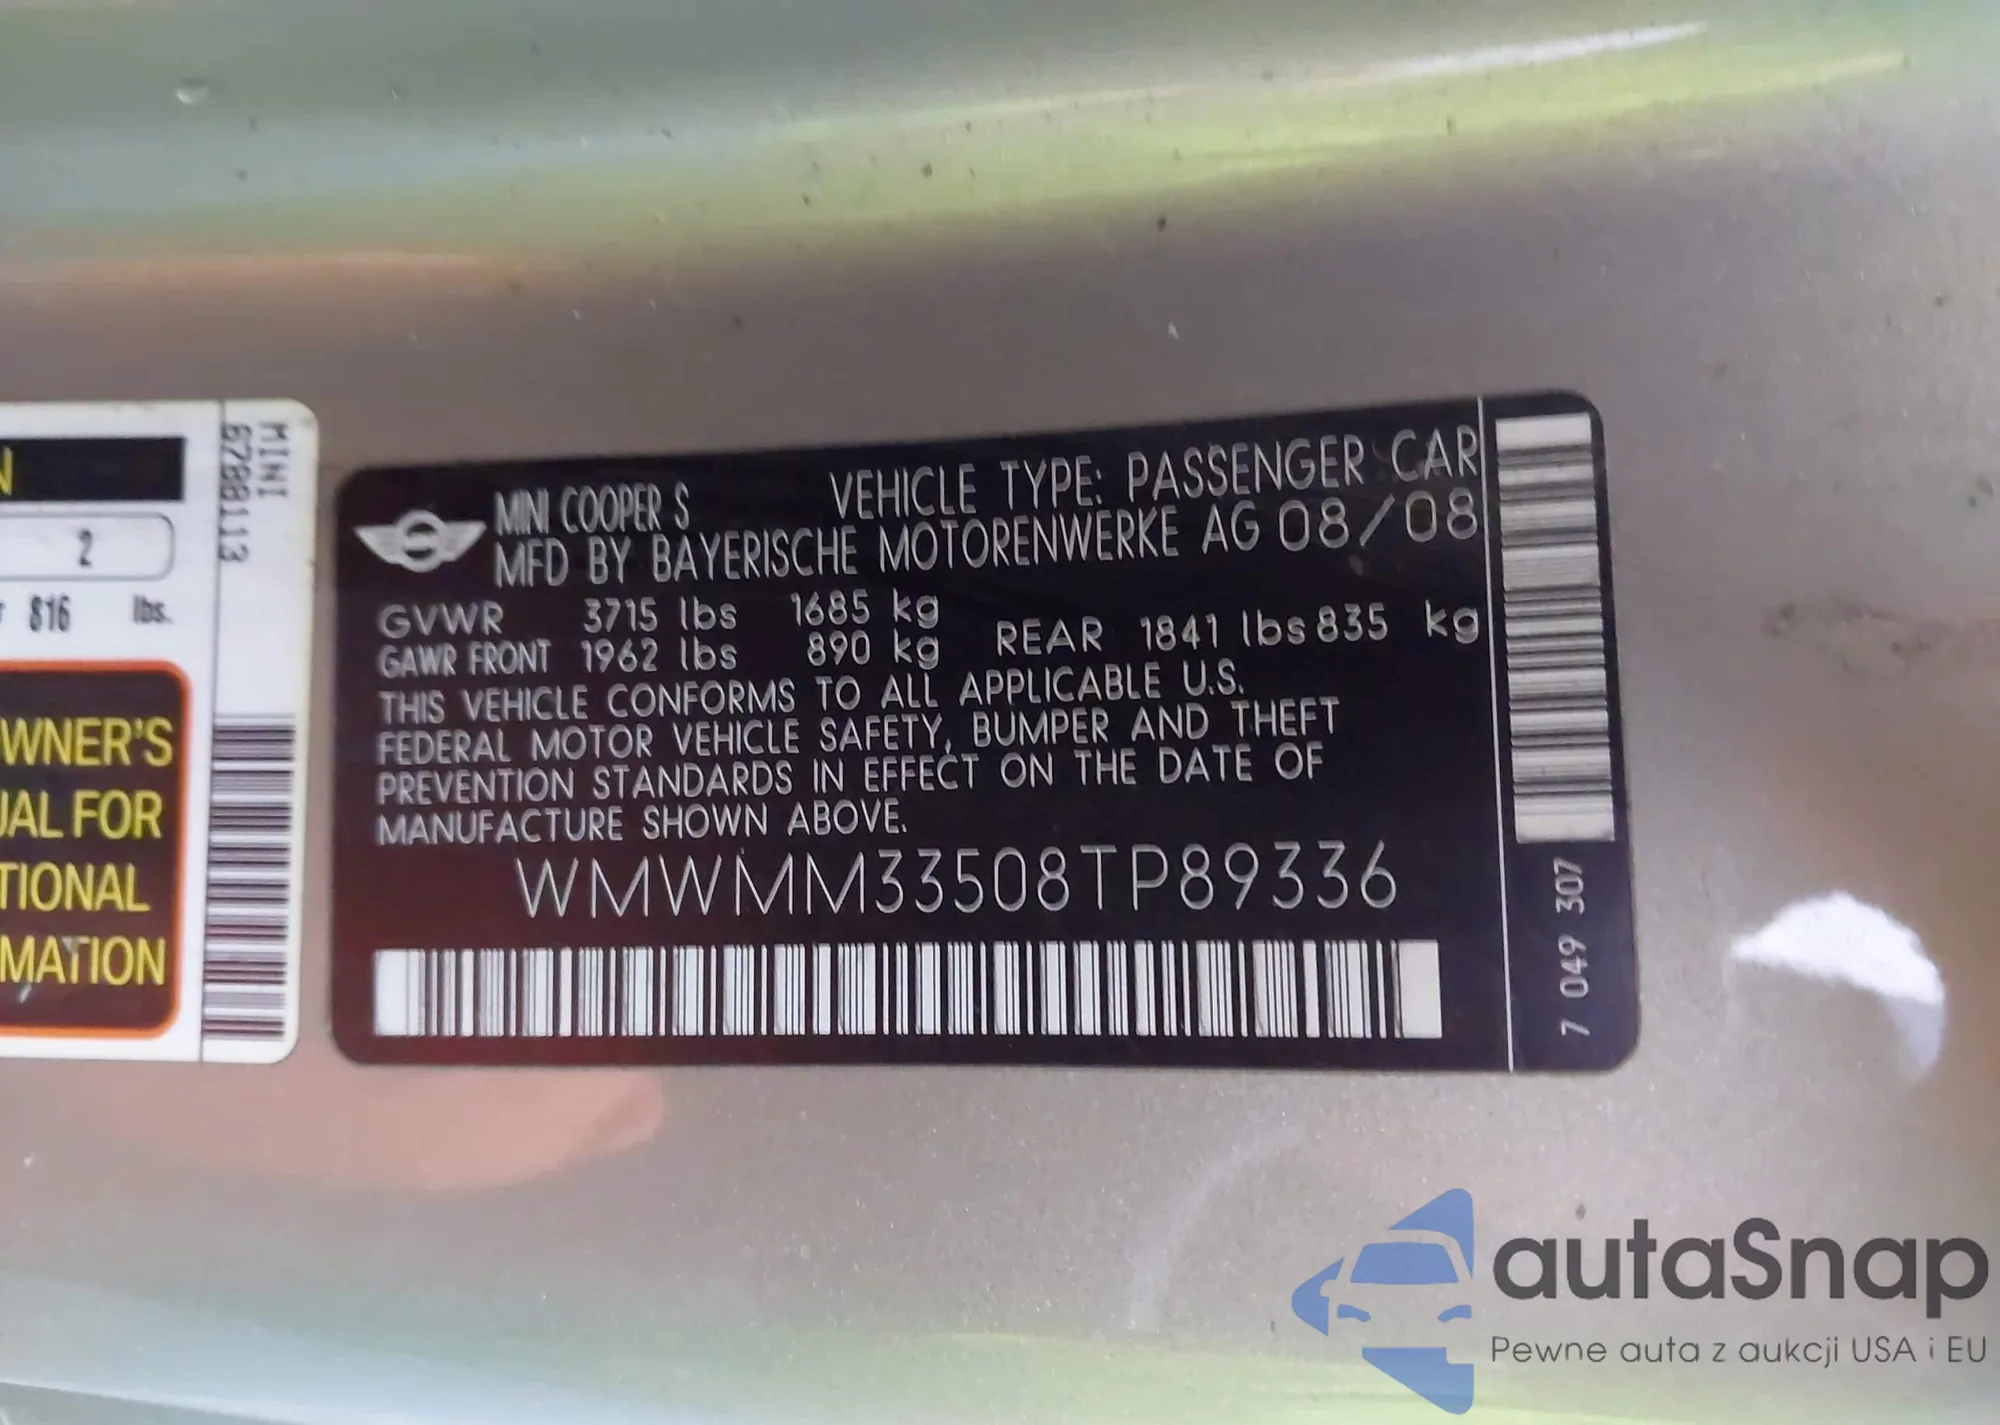 N
2
816 lbs.
WNER'S
UAL FOR
TIONAL
MATION
MINI
6788113
MINI COOPER S VEHICLE TYPE: PASSENGER CAR
MFD BY BAYERISCHE MOTORENWERKE AG 08/08
GVWR 3715 lbs 1685 kg
GAWR FRONT 1962 lbs 890 kg REAR 1841 lbs 835 kg
THIS VEHICLE CONFORMS TO ALL APPLICABLE U.S.
FEDERAL MOTOR VEHICLE SAFETY, BUMPER AND THEFT
PREVENTION STANDARDS IN EFFECT ON THE DATE OF
MANUFACTURE SHOWN ABOVE.
WMWMM33508TP89336
7 049 307
autaSnap
Pewne auta z aukcji USA i EU